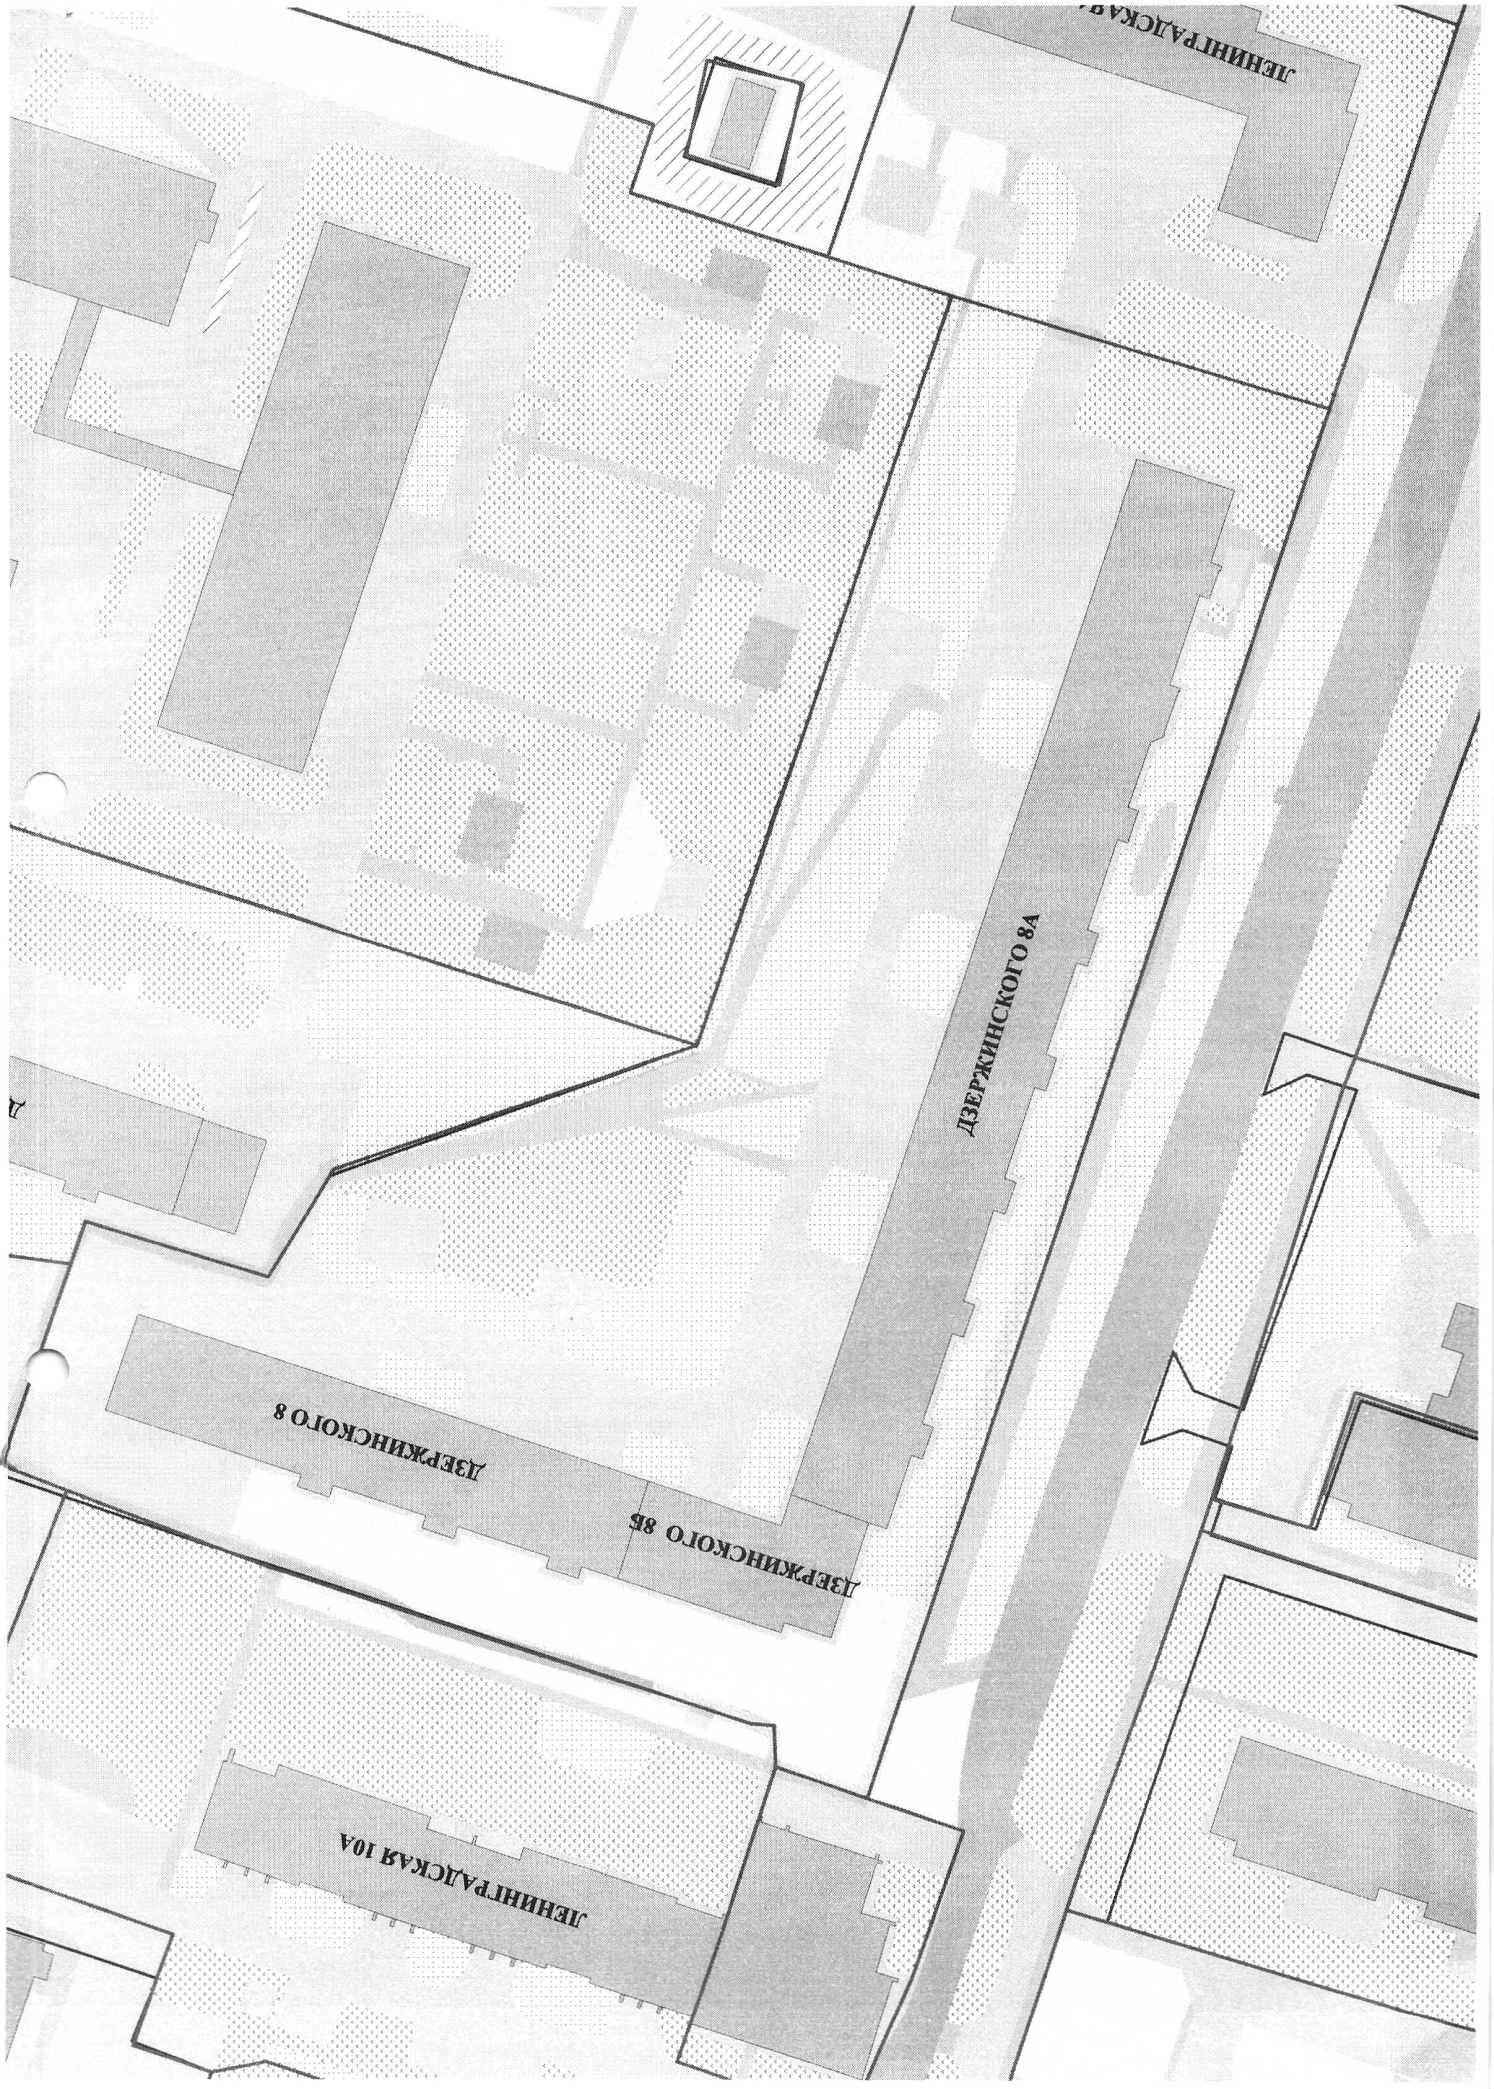 ЛЕНИНГРАДСКАЯ
ДЗЕРЖИНСКОГО 8А
Д
ДЗЕРЖИНСКОГО 8
ДЗЕРЖИНСКОГО 8Б
ЛЕНИНГРАДСКАЯ 10А